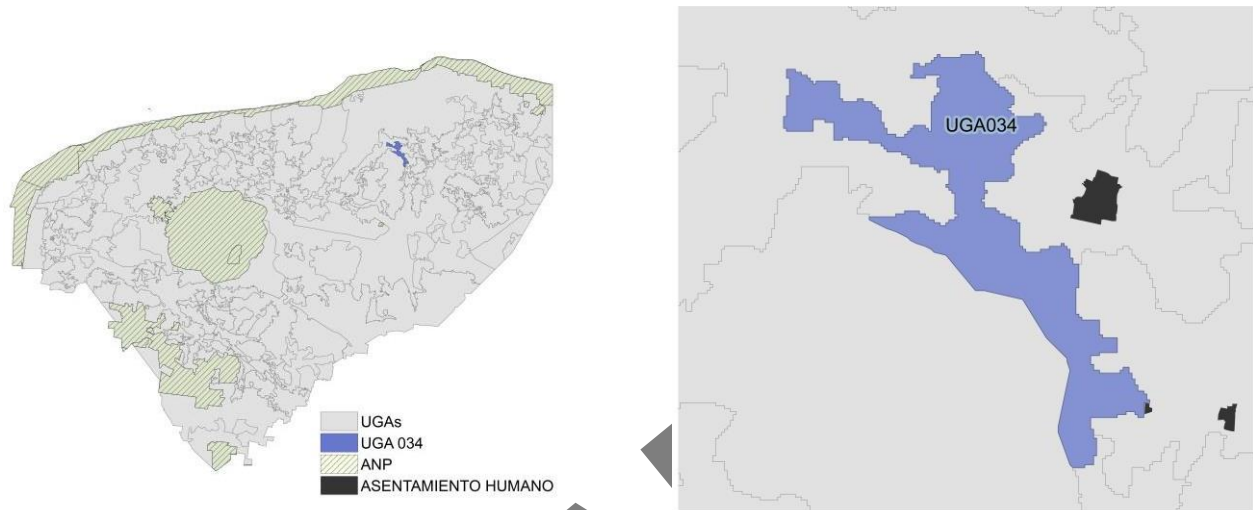 UGAs
UGA 034
ANP
ASENTAMIENTO HUMANO
UGA034